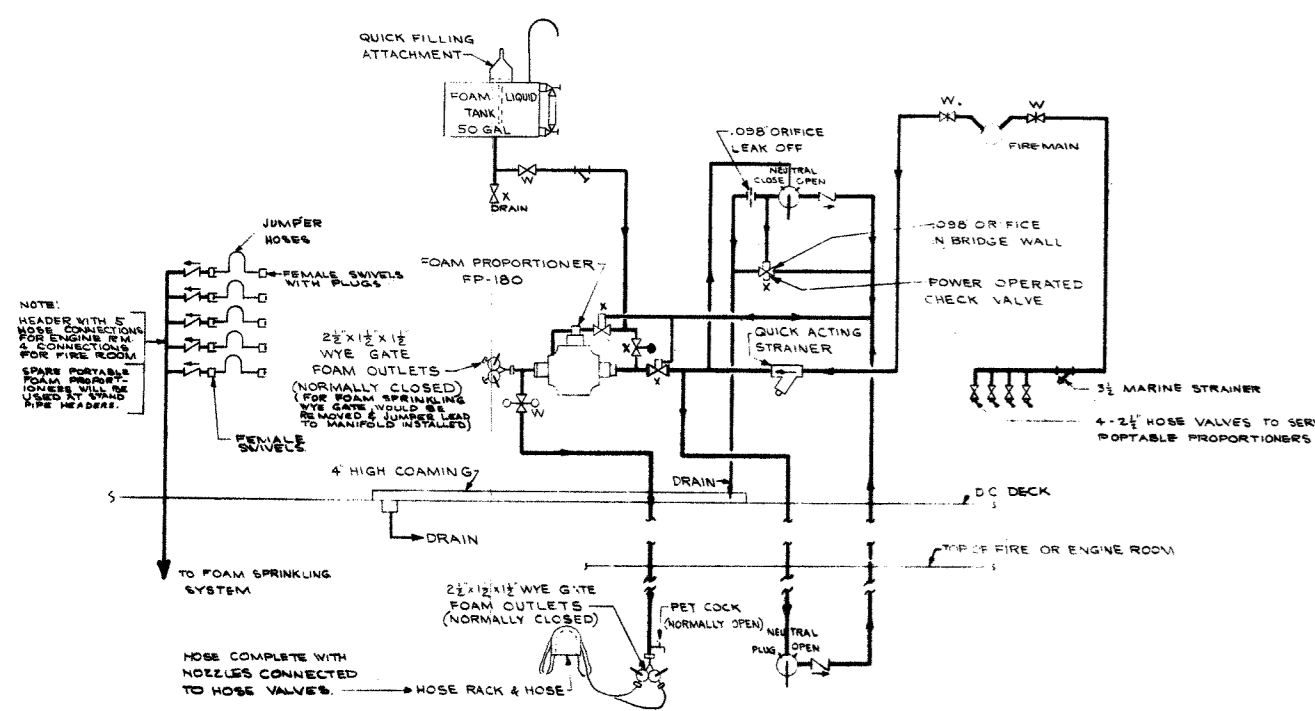 QUICK FILLING
ATTACHMENT
FOAM LIQUID
TANK
50 GAL
W
X
DRAIN
.098" ORIFICE
LEAK OFF
NEUTRAL
CLOSE OPEN
W.
W
FIREMAIN
JUMPER
HOSES
FEMALE SWIVELS
WITH PLUGS
FOAM PROPORTIONER
FP-180
.098" ORIFICE
IN BRIDGE WALL
X
POWER OPERATED
CHECK VALVE
QUICK ACTING
STRAINER
NOTE:
HEADER WITH 5
HOSE CONNECTIONS
FOR ENGINE RM.
4 CONNECTIONS
FOR FIRE ROOM
SPARE PORTABLE
FOAM PROPORT-
IONERS WILL BE
USED AT STAND
PIPE HEADERS.
2½" X 1½ X 1½
WYE GATE
FOAM OUTLETS
(NORMALLY CLOSED)
(FOR FOAM SPRINKLING
WYE GATE WOULD BE
REMOVED & JUMPER LEAD
TO MANIFOLD INSTALLED)
X
X
X
W
3½ MARINE STRAINER
4-2½" HOSE VALVES TO SER
PORTABLE PROPORTIONERS
FEMALE
SWIVELS
4" HIGH COAMING
DRAIN
S
DC DECK
S
DRAIN
TOP OF FIRE OR ENGINE ROOM
S
TO FOAM SPRINKLING
SYSTEM
2½" X 1½" X 1½" WYE GATE
FOAM OUTLETS
(NORMALLY CLOSED)
PET COCK
(NORMALLY OPEN)
NEUTRAL
PLUG OPEN
HOSE COMPLETE WITH
NOZZLES CONNECTED
TO HOSE VALVES.
HOSE RACK & HOSE